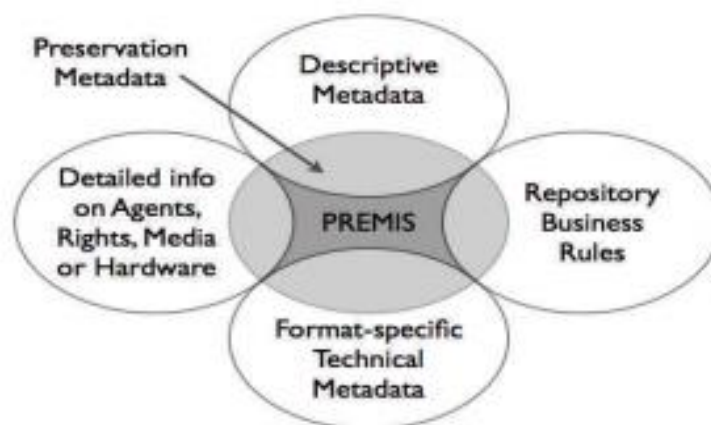 Preservation
Metadata
Descriptive
Metadata
Detailed info
on Agents,
Rights, Media
or Hardware
PREMIS
Repository
Business
Rules
Format-specific
Technical
Metadata